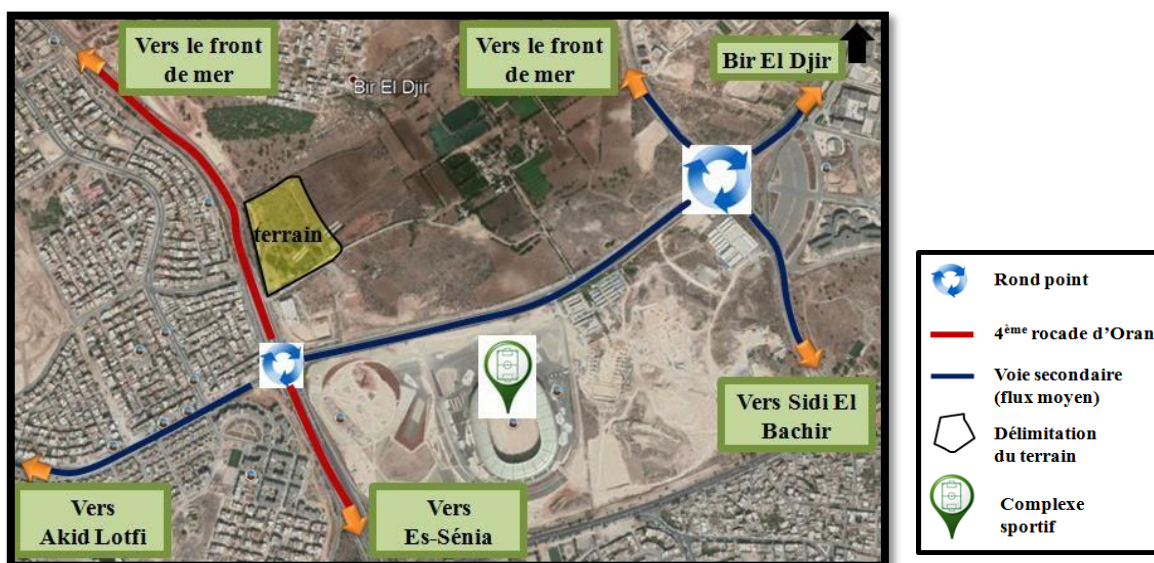 Vers le front
de mer
Vers le front
de mer
Bir El Djir
Bir El Djir
terrain
Vers Sidi El
Bachir
Vers
Akid Lotfi
Vers
Es-Sénia
Rond point
4ème rocade d'Oran
Voie secondaire
(flux moyen)
Délimitation
du terrain
Complexe
sportif